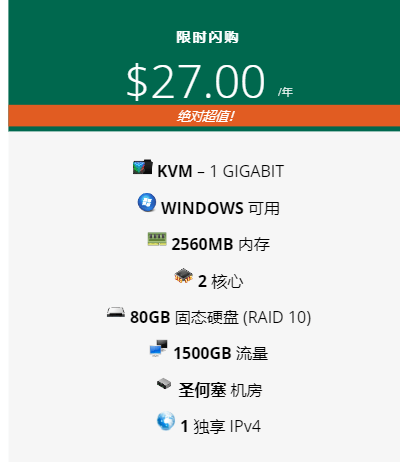 限时闪购
$27.00 /年
绝对超值！
KVM – 1 GIGABIT
WINDOWS 可用
2560MB 内存
2 核心
80GB 固态硬盘 (RAID 10)
1500GB 流量
圣何塞 机房
1 独享 IPv4